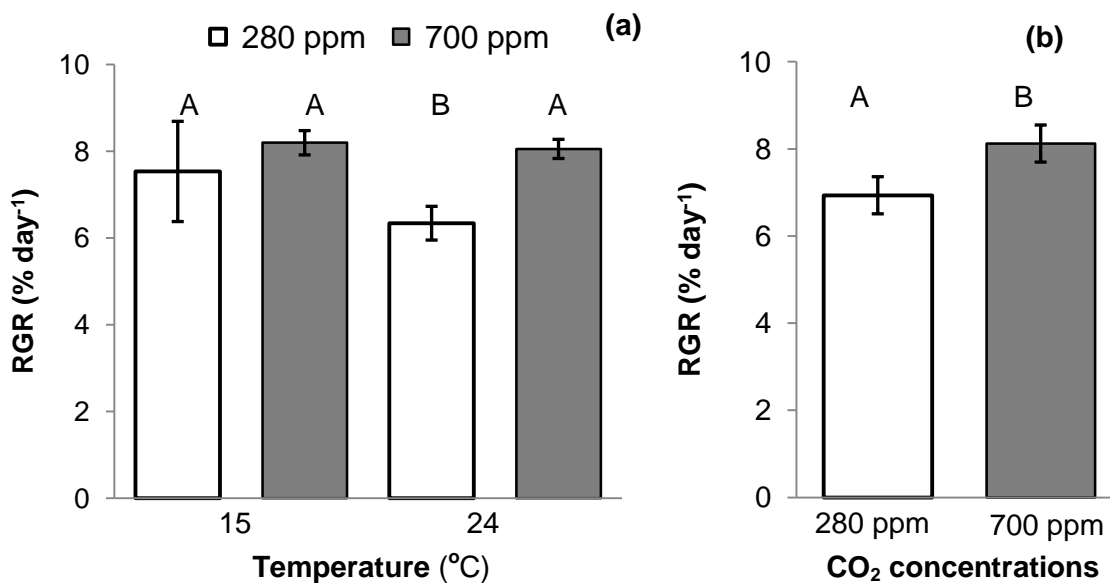 280 ppm 700 ppm (a)
RGR (% day⁻¹)
10
8
6
4
2
0
A A B A
15 24
Temperature (°C)
(b)
RGR (% day⁻¹)
10
8
6
4
2
0
A B
280 ppm 700 ppm
CO₂ concentrations